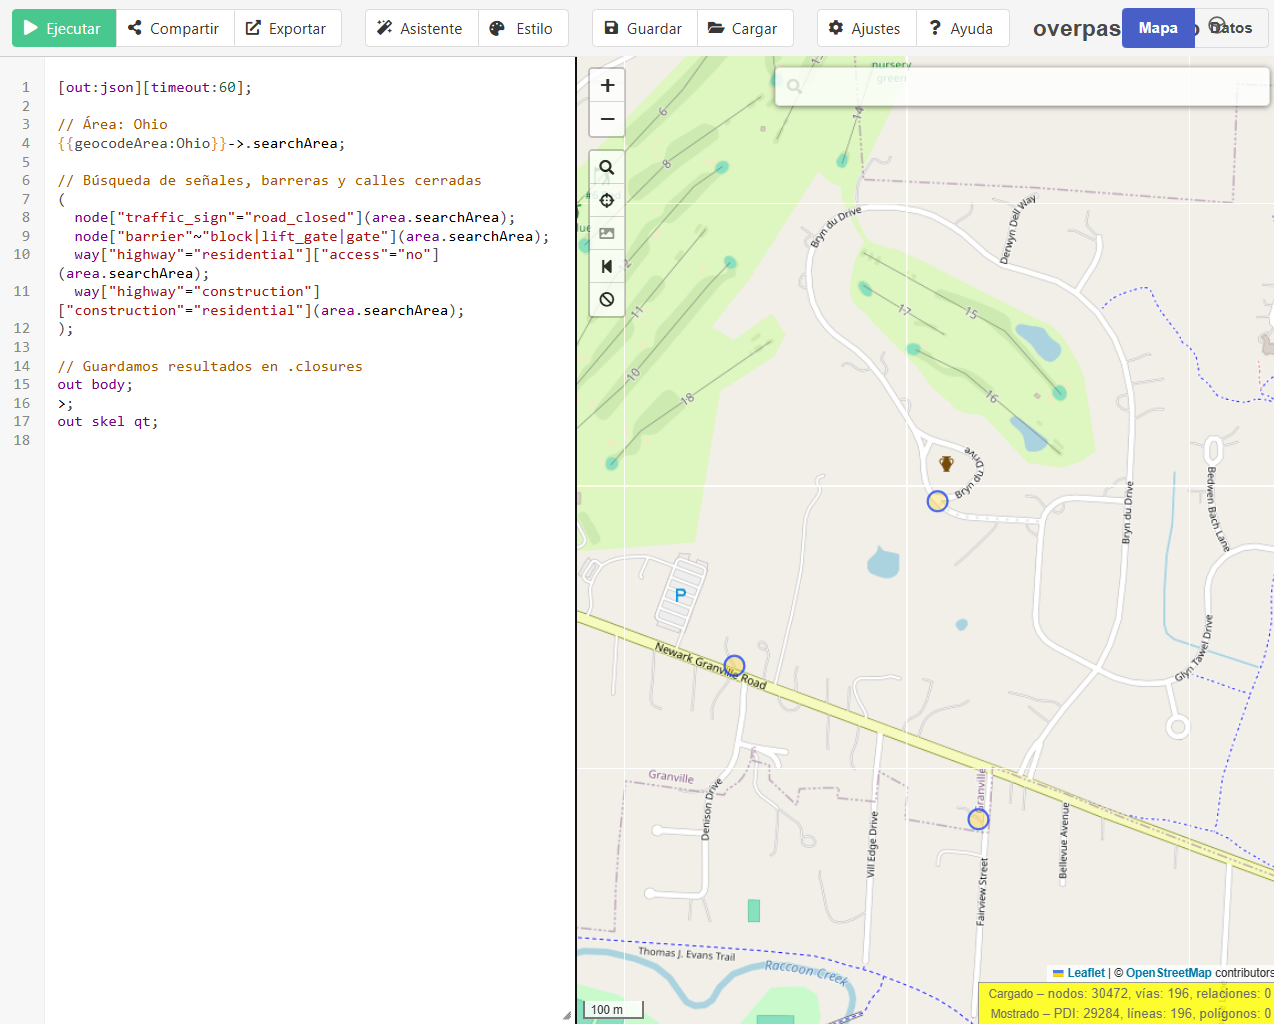 Ejecutar
Compartir
Exportar
Asistente
Estilo
Guardar
Cargar
Ajustes
Ayuda
overpas
Mapa
Datos
1 [out:json][timeout:60];
2
3 // Área: Ohio
4 {{geocodeArea:Ohio}}->.searchArea;
5
6 // Búsqueda de señales, barreras y calles cerradas
7 (
8 node["traffic_sign"="road_closed"](area.searchArea);
9 node["barrier"~"block|lift_gate|gate"](area.searchArea);
10 way["highway"="residential"]["access"="no"]
(area.searchArea);
11 way["highway"="construction"]
["construction"="residential"](area.searchArea);
12 );
13
14 // Guardamos resultados en .closures
15 out body;
16 >;
17 out skel qt;
18
+
−
nursery
green
6
8
14
11
10
18
17
15
16
Bryn du Drive
Derwyn Dell Way
Bryn du Drive
Bryn du Drive
Bedwen Bach Lane
Glyn Tawel Drive
P
Newark Granville Road
Granville
Granville
Denison Drive
Vill Edge Drive
Fairview Street
Bellevue Avenue
Thomas J. Evans Trail
Raccoon Creek
100 m
Leaflet | © OpenStreetMap contributors
Cargado – nodos: 30472, vías: 196, relaciones: 0
Mostrado – PDI: 29284, líneas: 196, polígonos: 0